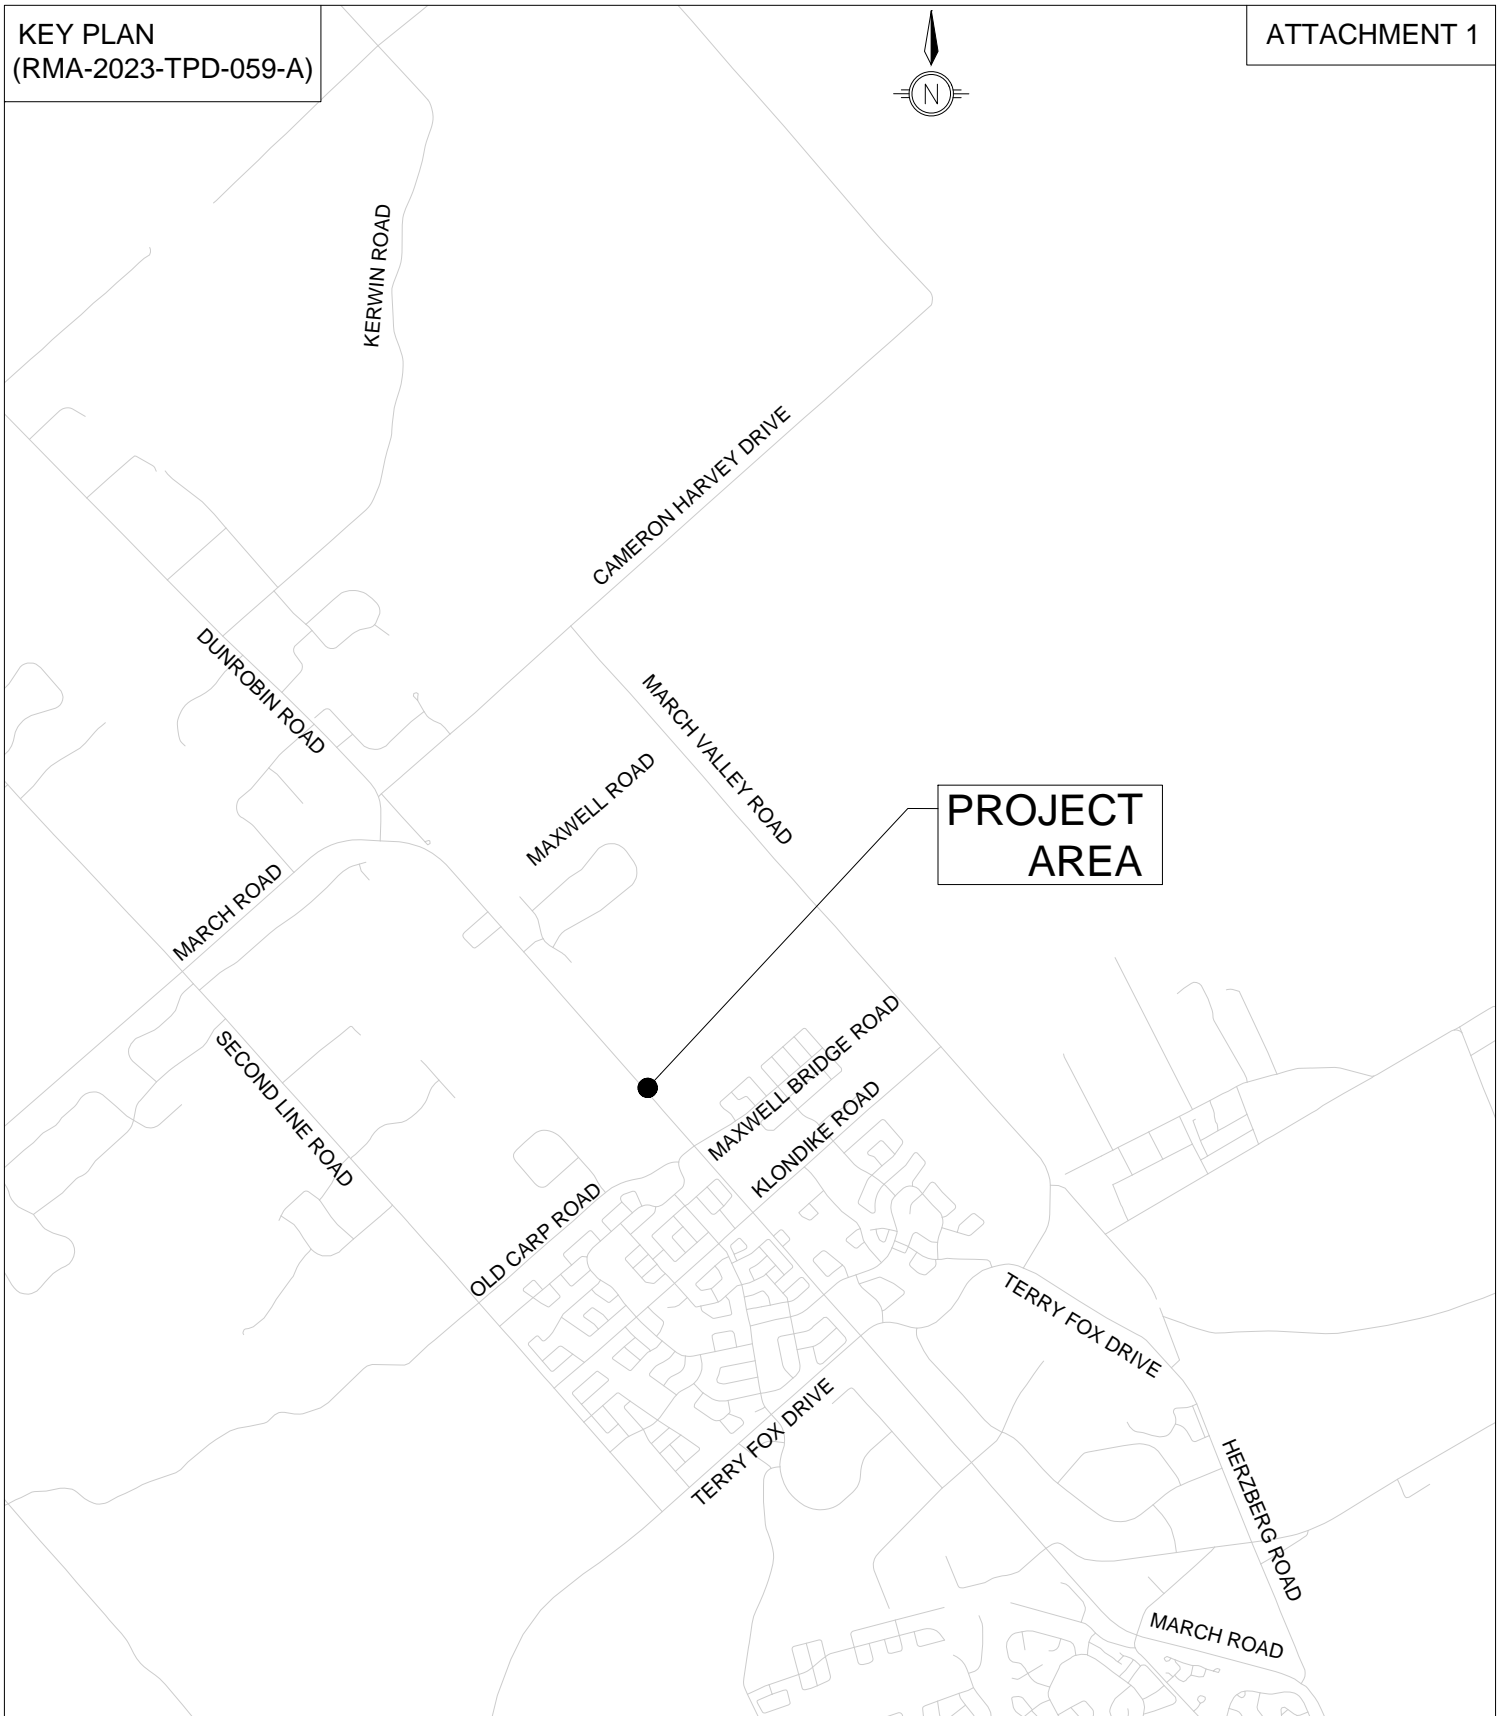 KEY PLAN
(RMA-2023-TPD-059-A)
ATTACHMENT 1
N
KERWIN ROAD
CAMERON HARVEY DRIVE
DUNROBIN ROAD
MARCH VALLEY ROAD
MAXWELL ROAD
PROJECT
AREA
MARCH ROAD
MAXWELL BRIDGE ROAD
SECOND LINE ROAD
KLONDIKE ROAD
OLD CARP ROAD
TERRY FOX DRIVE
TERRY FOX DRIVE
HERZBERG ROAD
MARCH ROAD